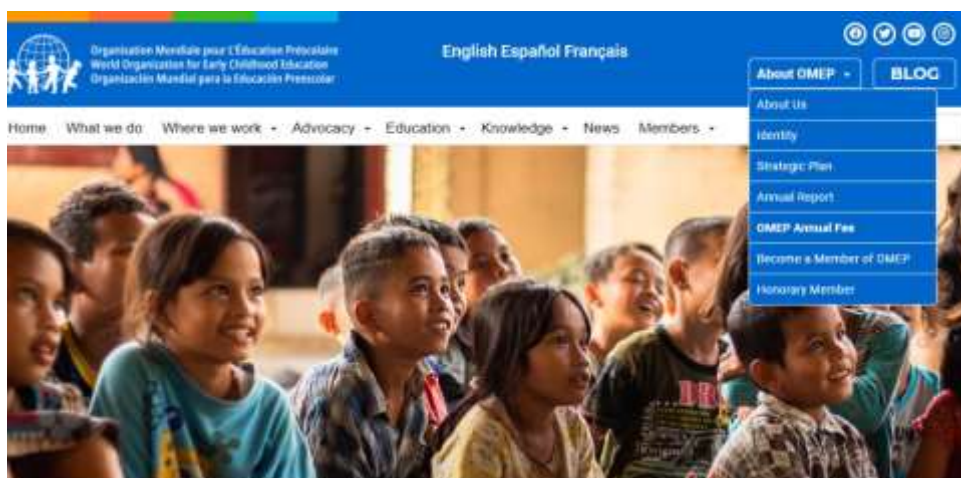 Organisation Mondiale pour L'Éducation Préscolaire
World Organization for Early Childhood Education
Organización Mundial para la Educación Preescolar
English Español Français
About OMEP
BLOG
About Us
Identity
Strategic Plan
Annual Report
OMEP Annual Fee
Become a Member of OMEP
Honorary Member
Home What we do Where we work Advocacy Education Knowledge News Members